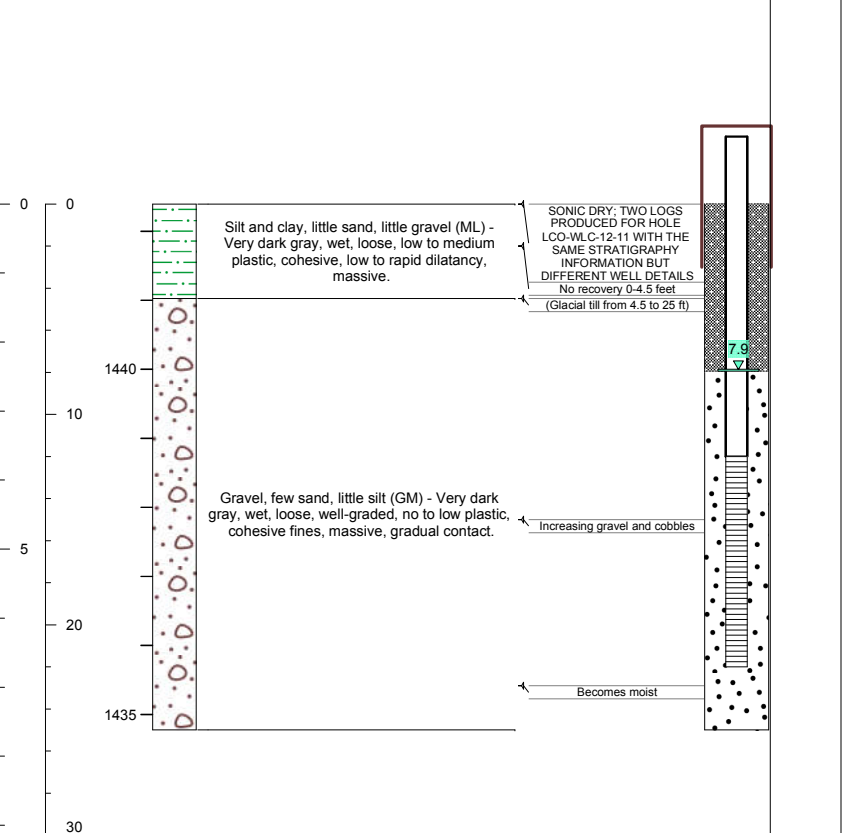 0
0
SONIC DRY; TWO LOGS
PRODUCED FOR HOLE
LCO-WLC-12-11 WITH THE
SAME STRATIGRAPHY
INFORMATION BUT
DIFFERENT WELL DETAILS
No recovery 0-4.5 feet
(Glacial till from 4.5 to 25 ft)
Silt and clay, little sand, little gravel (ML) -
Very dark gray, wet, loose, low to medium
plastic, cohesive, low to rapid dilatancy,
massive.
7.9
1440
10
Gravel, few sand, little silt (GM) - Very dark
gray, wet, loose, well-graded, no to low plastic,
cohesive fines, massive, gradual contact.
Increasing gravel and cobbles
5
20
Becomes moist
1435
30